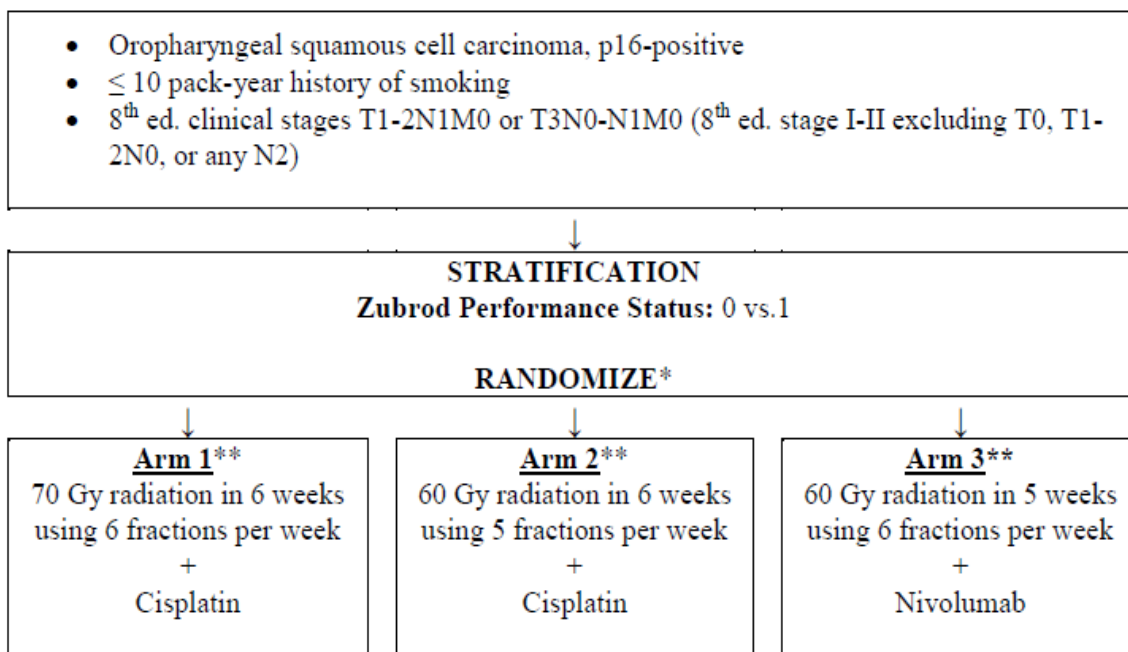 • Oropharyngeal squamous cell carcinoma, p16-positive
• ≤ 10 pack-year history of smoking
• 8th ed. clinical stages T1-2N1M0 or T3N0-N1M0 (8th ed. stage I-II excluding T0, T1-
2N0, or any N2)
↓
STRATIFICATION
Zubrod Performance Status: 0 vs.1
RANDOMIZE*
↓ ↓ ↓
Arm 1**
70 Gy radiation in 6 weeks
using 6 fractions per week
+
Cisplatin
Arm 2**
60 Gy radiation in 6 weeks
using 5 fractions per week
+
Cisplatin
Arm 3**
60 Gy radiation in 5 weeks
using 6 fractions per week
+
Nivolumab